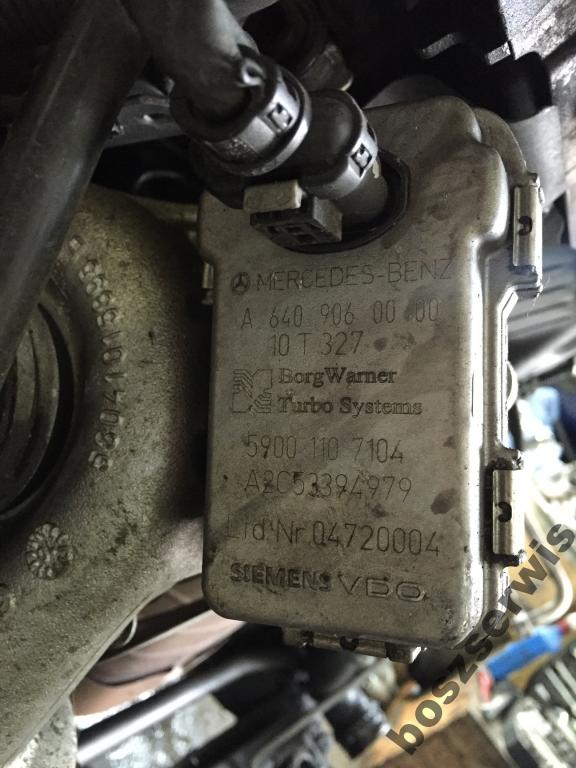 MERCEDES-BENZ
A 640 906 00 00
10 T 327
BorgWarner
Turbo Systems
5900 110 7104
A2C53394979
Lfd.Nr.04720004
SIEMENS VDO
boszserwis